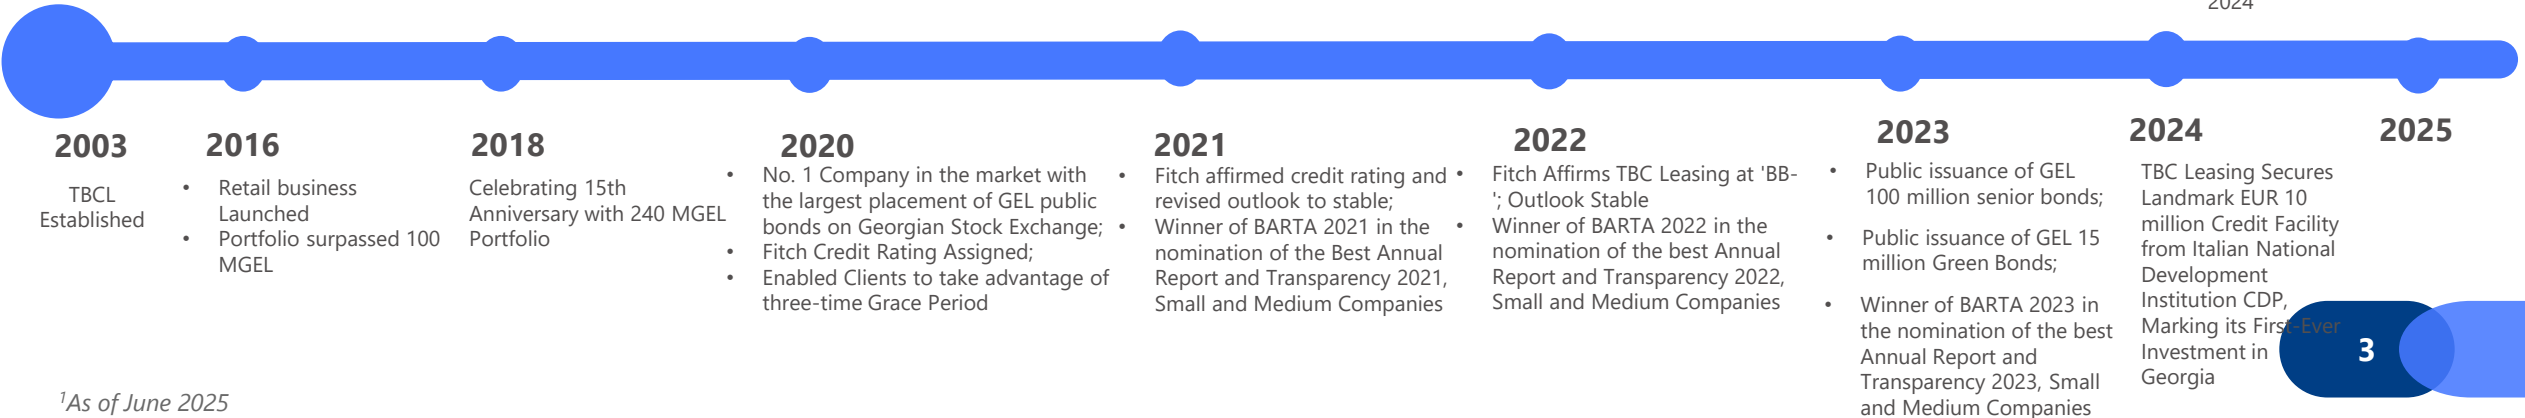 2024
2003
TBCL
Established
2016
• Retail business
Launched
• Portfolio surpassed 100
MGEL
2018
Celebrating 15th
Anniversary with 240 MGEL
Portfolio
2020
• No. 1 Company in the market with
the largest placement of GEL public
bonds on Georgian Stock Exchange;
• Fitch Credit Rating Assigned;
• Enabled Clients to take advantage of
three-time Grace Period
2021
• Fitch affirmed credit rating and
revised outlook to stable;
• Winner of BARTA 2021 in the
nomination of the Best Annual
Report and Transparency 2021,
Small and Medium Companies
2022
• Fitch Affirms TBC Leasing at 'BB-
'; Outlook Stable
• Winner of BARTA 2022 in the
nomination of the best Annual
Report and Transparency 2022,
Small and Medium Companies
2023
• Public issuance of GEL
100 million senior bonds;
• Public issuance of GEL 15
million Green Bonds;
• Winner of BARTA 2023 in
the nomination of the best
Annual Report and
Transparency 2023, Small
and Medium Companies
2024
TBC Leasing Secures
Landmark EUR 10
million Credit Facility
from Italian National
Development
Institution CDP,
Marking its First-Ever
Investment in
Georgia
2025
3
¹As of June 2025